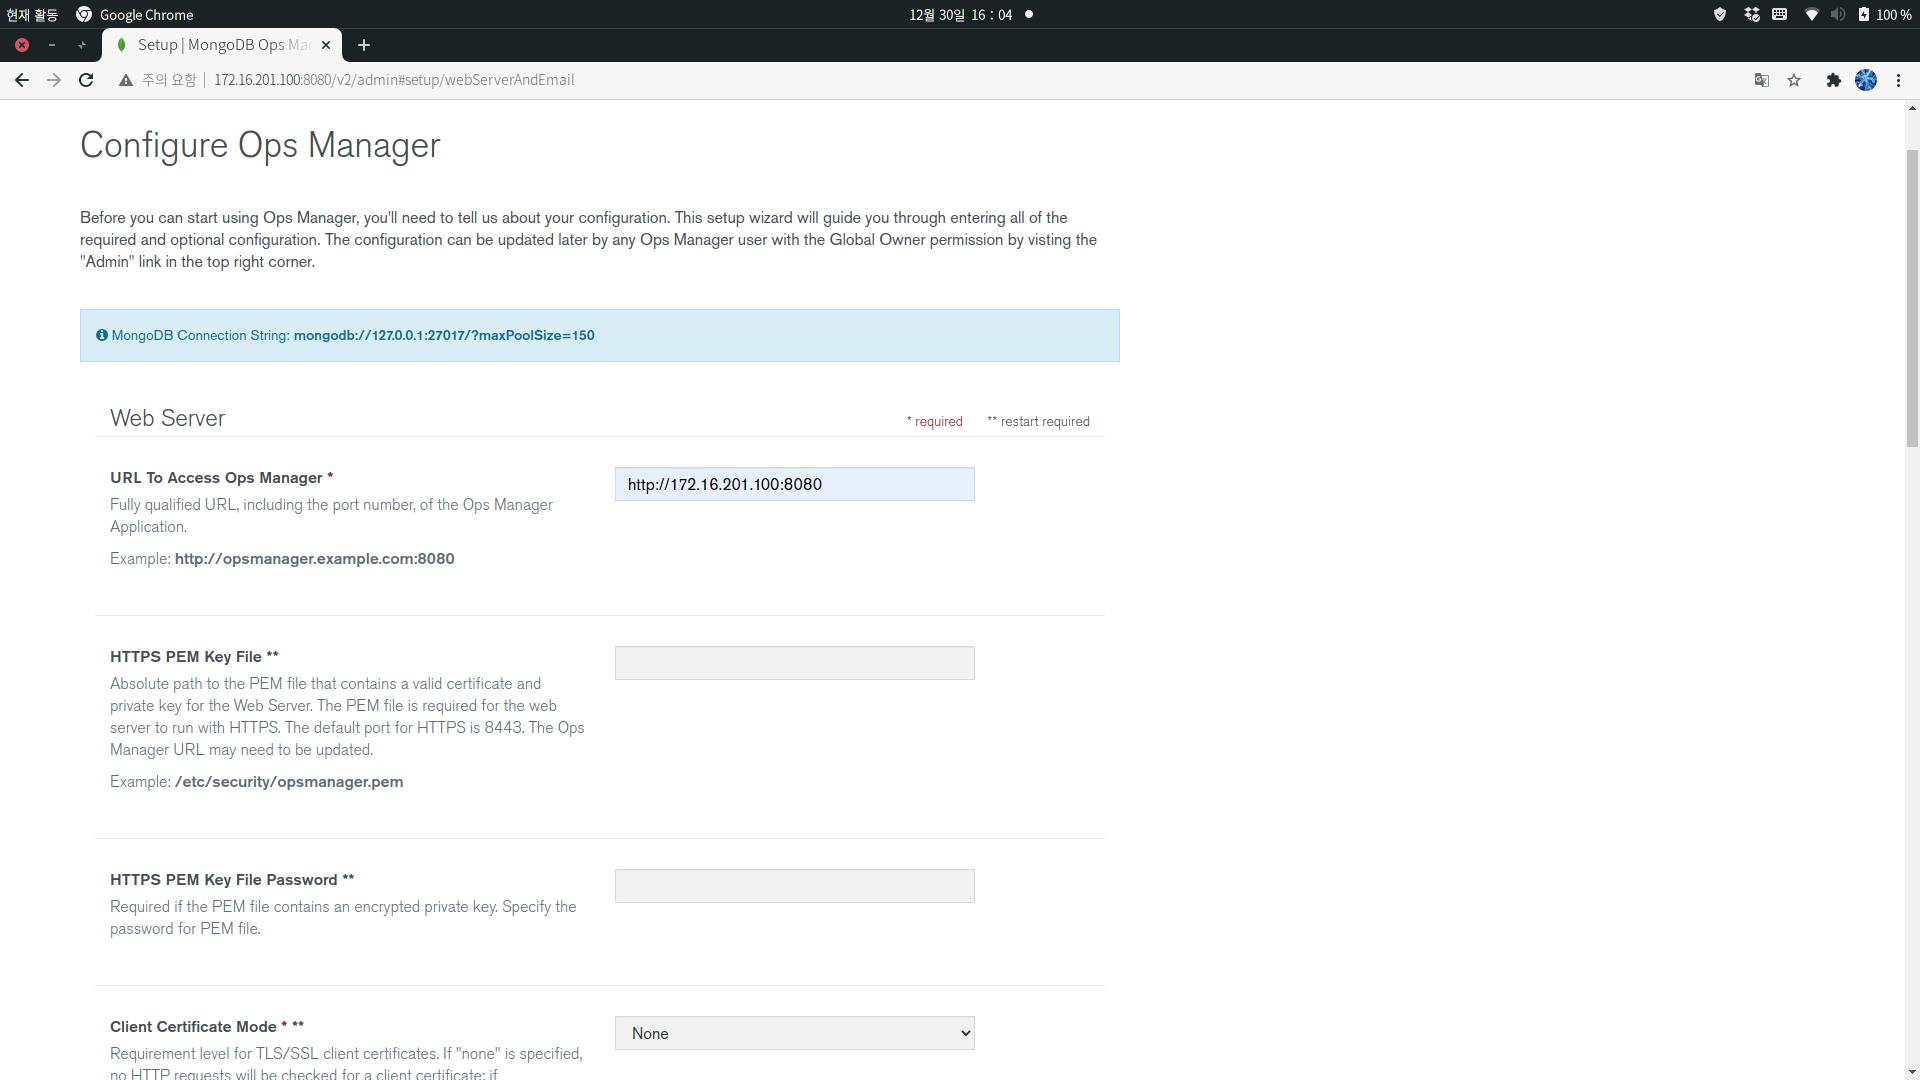 현재 활동 Google Chrome 12월 30일 16 : 04 100 %
Setup | MongoDB Ops Ma
주의 요함 | 172.16.201.100:8080/v2/admin#setup/webServerAndEmail
Configure Ops Manager
Before you can start using Ops Manager, you'll need to tell us about your configuration. This setup wizard will guide you through entering all of the
required and optional configuration. The configuration can be updated later by any Ops Manager user with the Global Owner permission by visting the
"Admin" link in the top right corner.
MongoDB Connection String: mongodb://127.0.0.1:27017/?maxPoolSize=150
Web Server * required ** restart required
URL To Access Ops Manager *
http://172.16.201.100:8080
Fully qualified URL, including the port number, of the Ops Manager
Application.
Example: http://opsmanager.example.com:8080
HTTPS PEM Key File **
Absolute path to the PEM file that contains a valid certificate and
private key for the Web Server. The PEM file is required for the web
server to run with HTTPS. The default port for HTTPS is 8443. The Ops
Manager URL may need to be updated.
Example: /etc/security/opsmanager.pem
HTTPS PEM Key File Password **
Required if the PEM file contains an encrypted private key. Specify the
password for PEM file.
Client Certificate Mode * **
None
Requirement level for TLS/SSL client certificates. If "none" is specified,
no HTTP requests will be checked for a client certificate; if